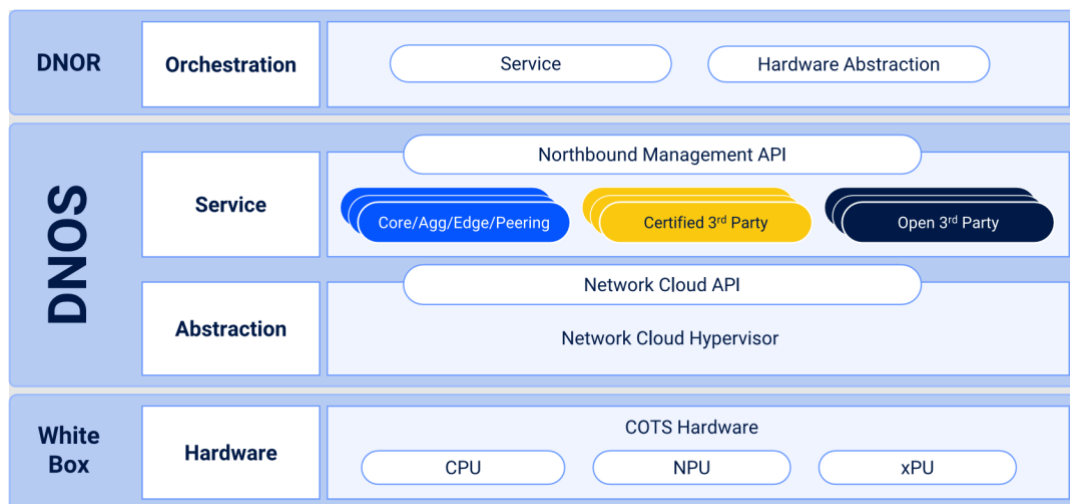 DNOR
Orchestration
Service
Hardware Abstraction
DNOS
Service
Northbound Management API
Core/Agg/Edge/Peering
Certified 3rd Party
Open 3rd Party
Abstraction
Network Cloud API
Network Cloud Hypervisor
White
Box
Hardware
COTS Hardware
CPU
NPU
xPU